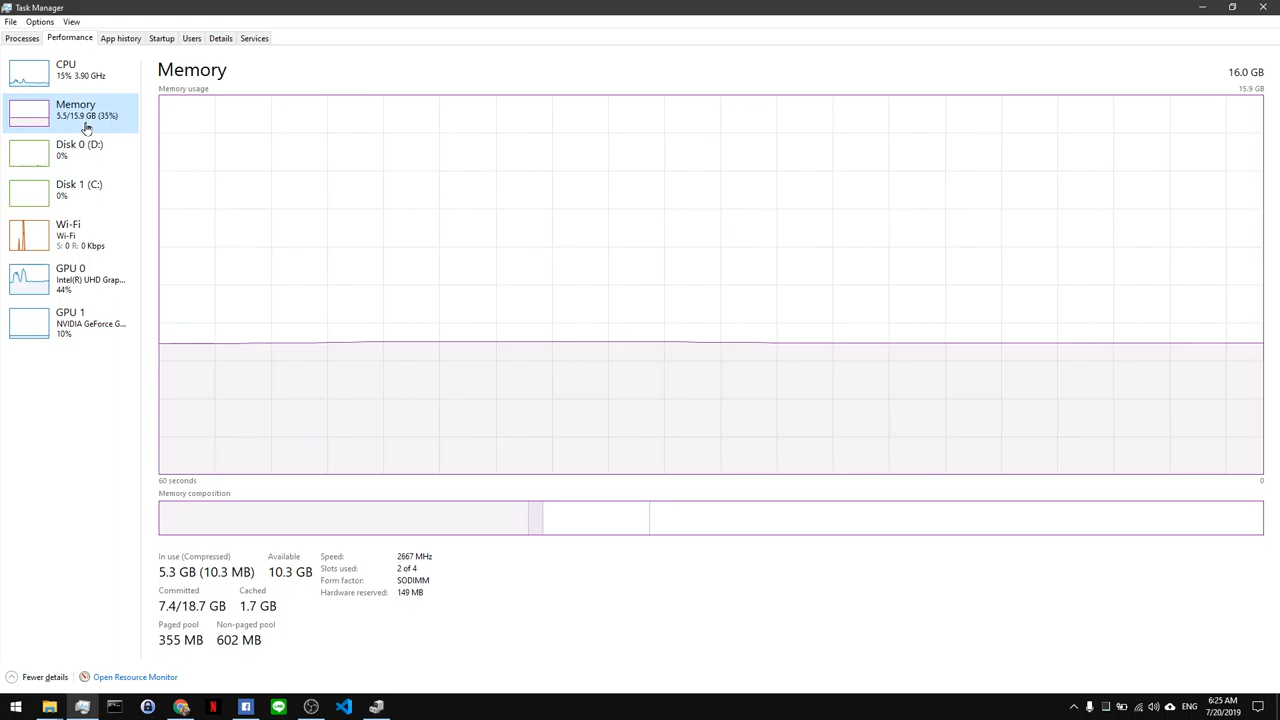 Task Manager
File Options View
Processes Performance App history Startup Users Details Services
CPU
15% 3.90 GHz
Memory
5.5/15.9 GB (35%)
Disk 0 (D:)
0%
Disk 1 (C:)
0%
Wi-Fi
Wi-Fi
S: 0 R: 0 Kbps
GPU 0
Intel(R) UHD Grap...
44%
GPU 1
NVIDIA GeForce G...
10%
Memory 16.0 GB
Memory usage 15.9 GB
60 seconds 0
Memory composition
In use (Compressed) Available
5.3 GB (10.3 MB) 10.3 GB
Committed Cached
7.4/18.7 GB 1.7 GB
Paged pool Non-paged pool
355 MB 602 MB
Speed: 2667 MHz
Slots used: 2 of 4
Form factor: SODIMM
Hardware reserved: 149 MB
Fewer details Open Resource Monitor
ENG
6:25 AM
7/20/2019